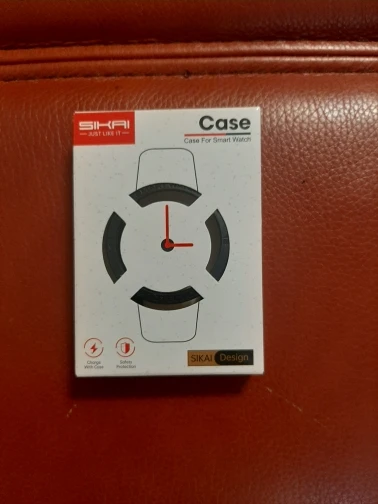 SIKAI
JUST LIKE IT
Case
Case For Smart Watch
Charge
With Case
Safety
Protection
SIKAI Design